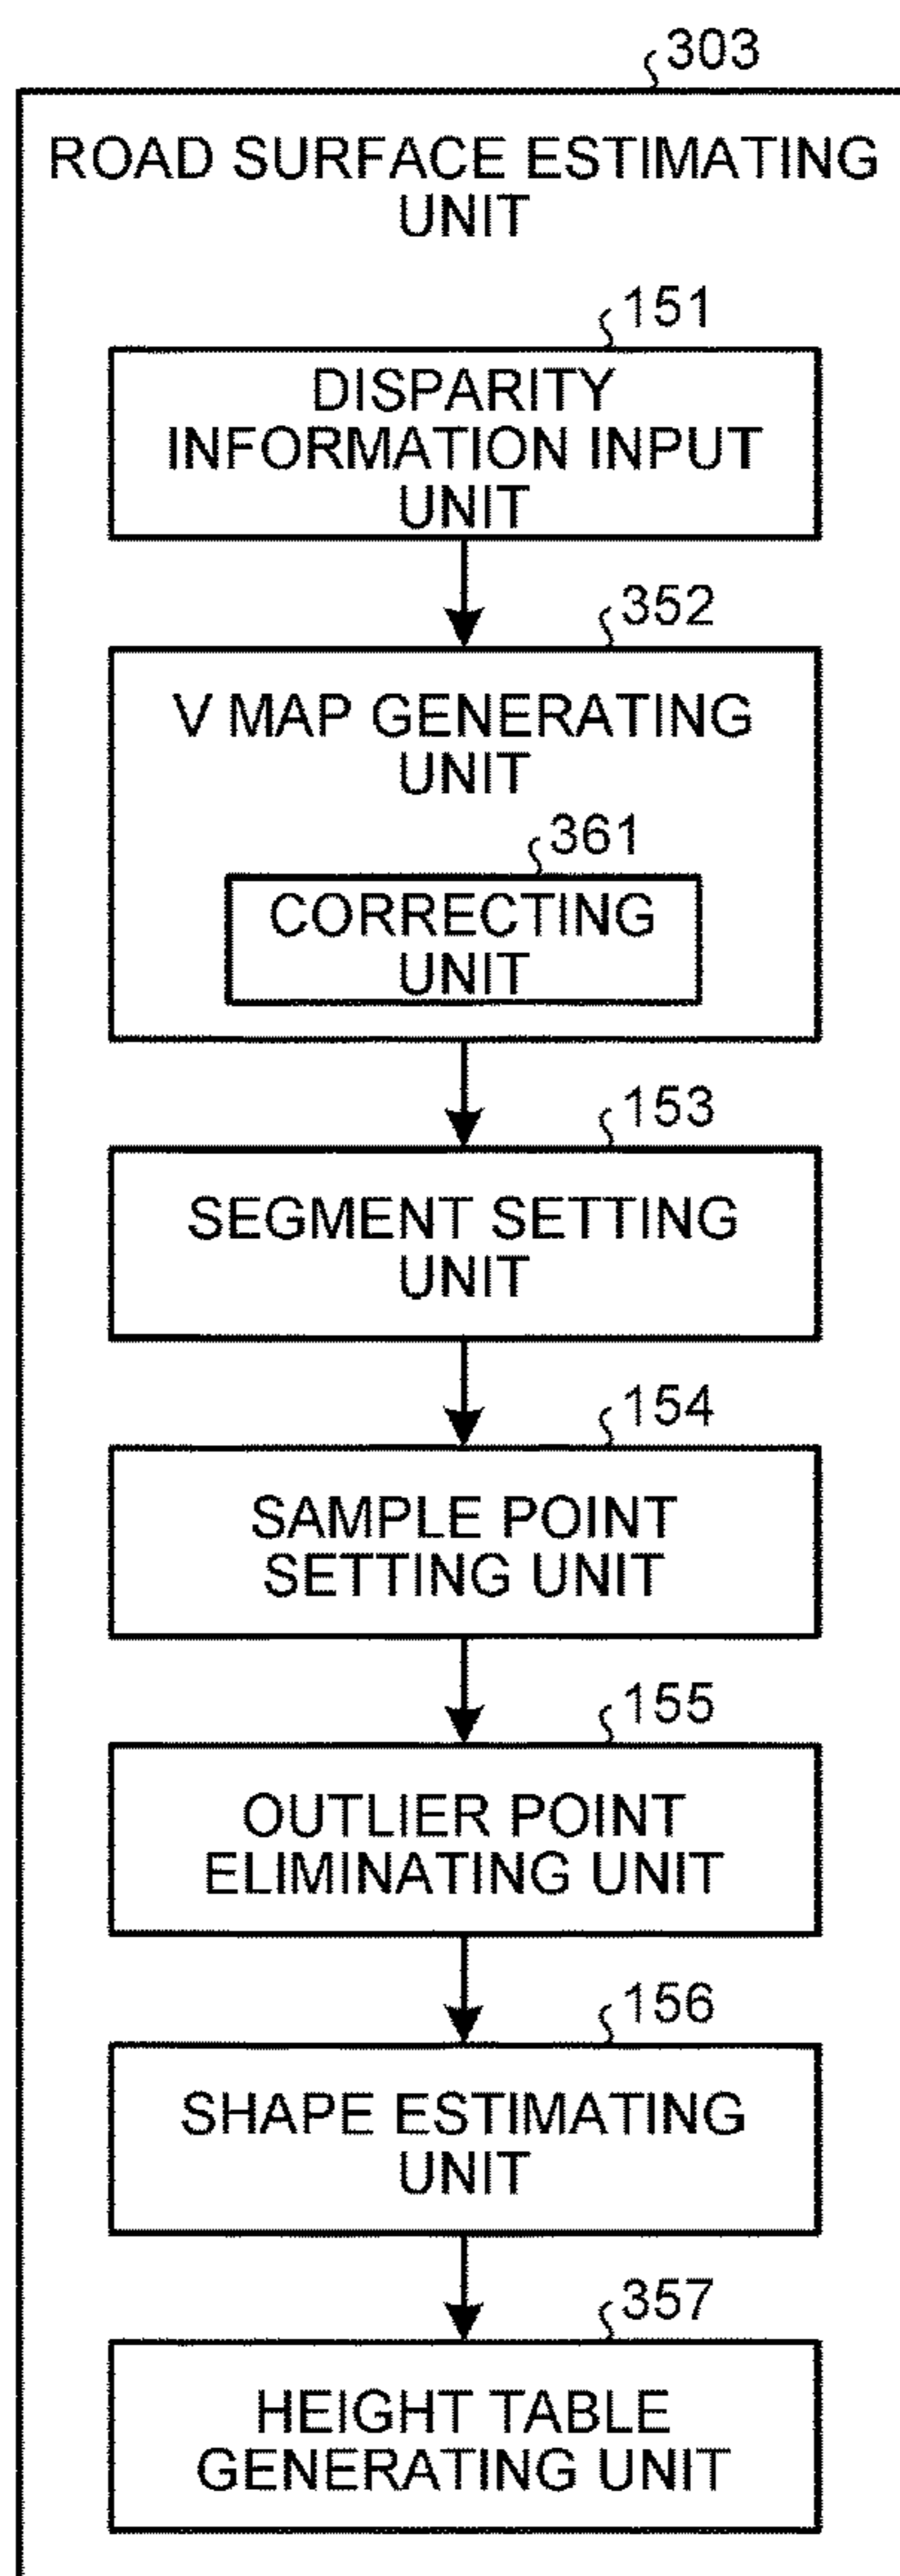 303
ROAD SURFACE ESTIMATING
UNIT
151
DISPARITY
INFORMATION INPUT
UNIT
352
V MAP GENERATING
UNIT
361
CORRECTING
UNIT
153
SEGMENT SETTING
UNIT
154
SAMPLE POINT
SETTING UNIT
155
OUTLIER POINT
ELIMINATING UNIT
156
SHAPE ESTIMATING
UNIT
357
HEIGHT TABLE
GENERATING UNIT